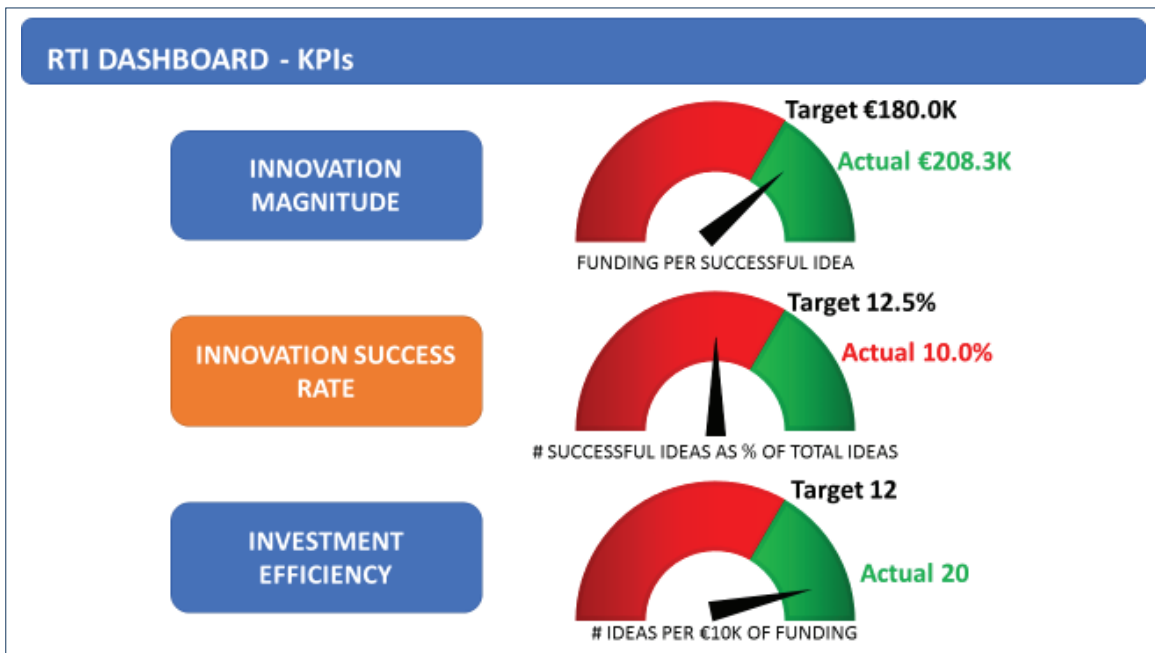 RTI DASHBOARD - KPIs
INNOVATION
MAGNITUDE
Target €180.0K
Actual €208.3K
FUNDING PER SUCCESSFUL IDEA
INNOVATION SUCCESS
RATE
Target 12.5%
Actual 10.0%
# SUCCESSFUL IDEAS AS % OF TOTAL IDEAS
INVESTMENT
EFFICIENCY
Target 12
Actual 20
# IDEAS PER €10K OF FUNDING